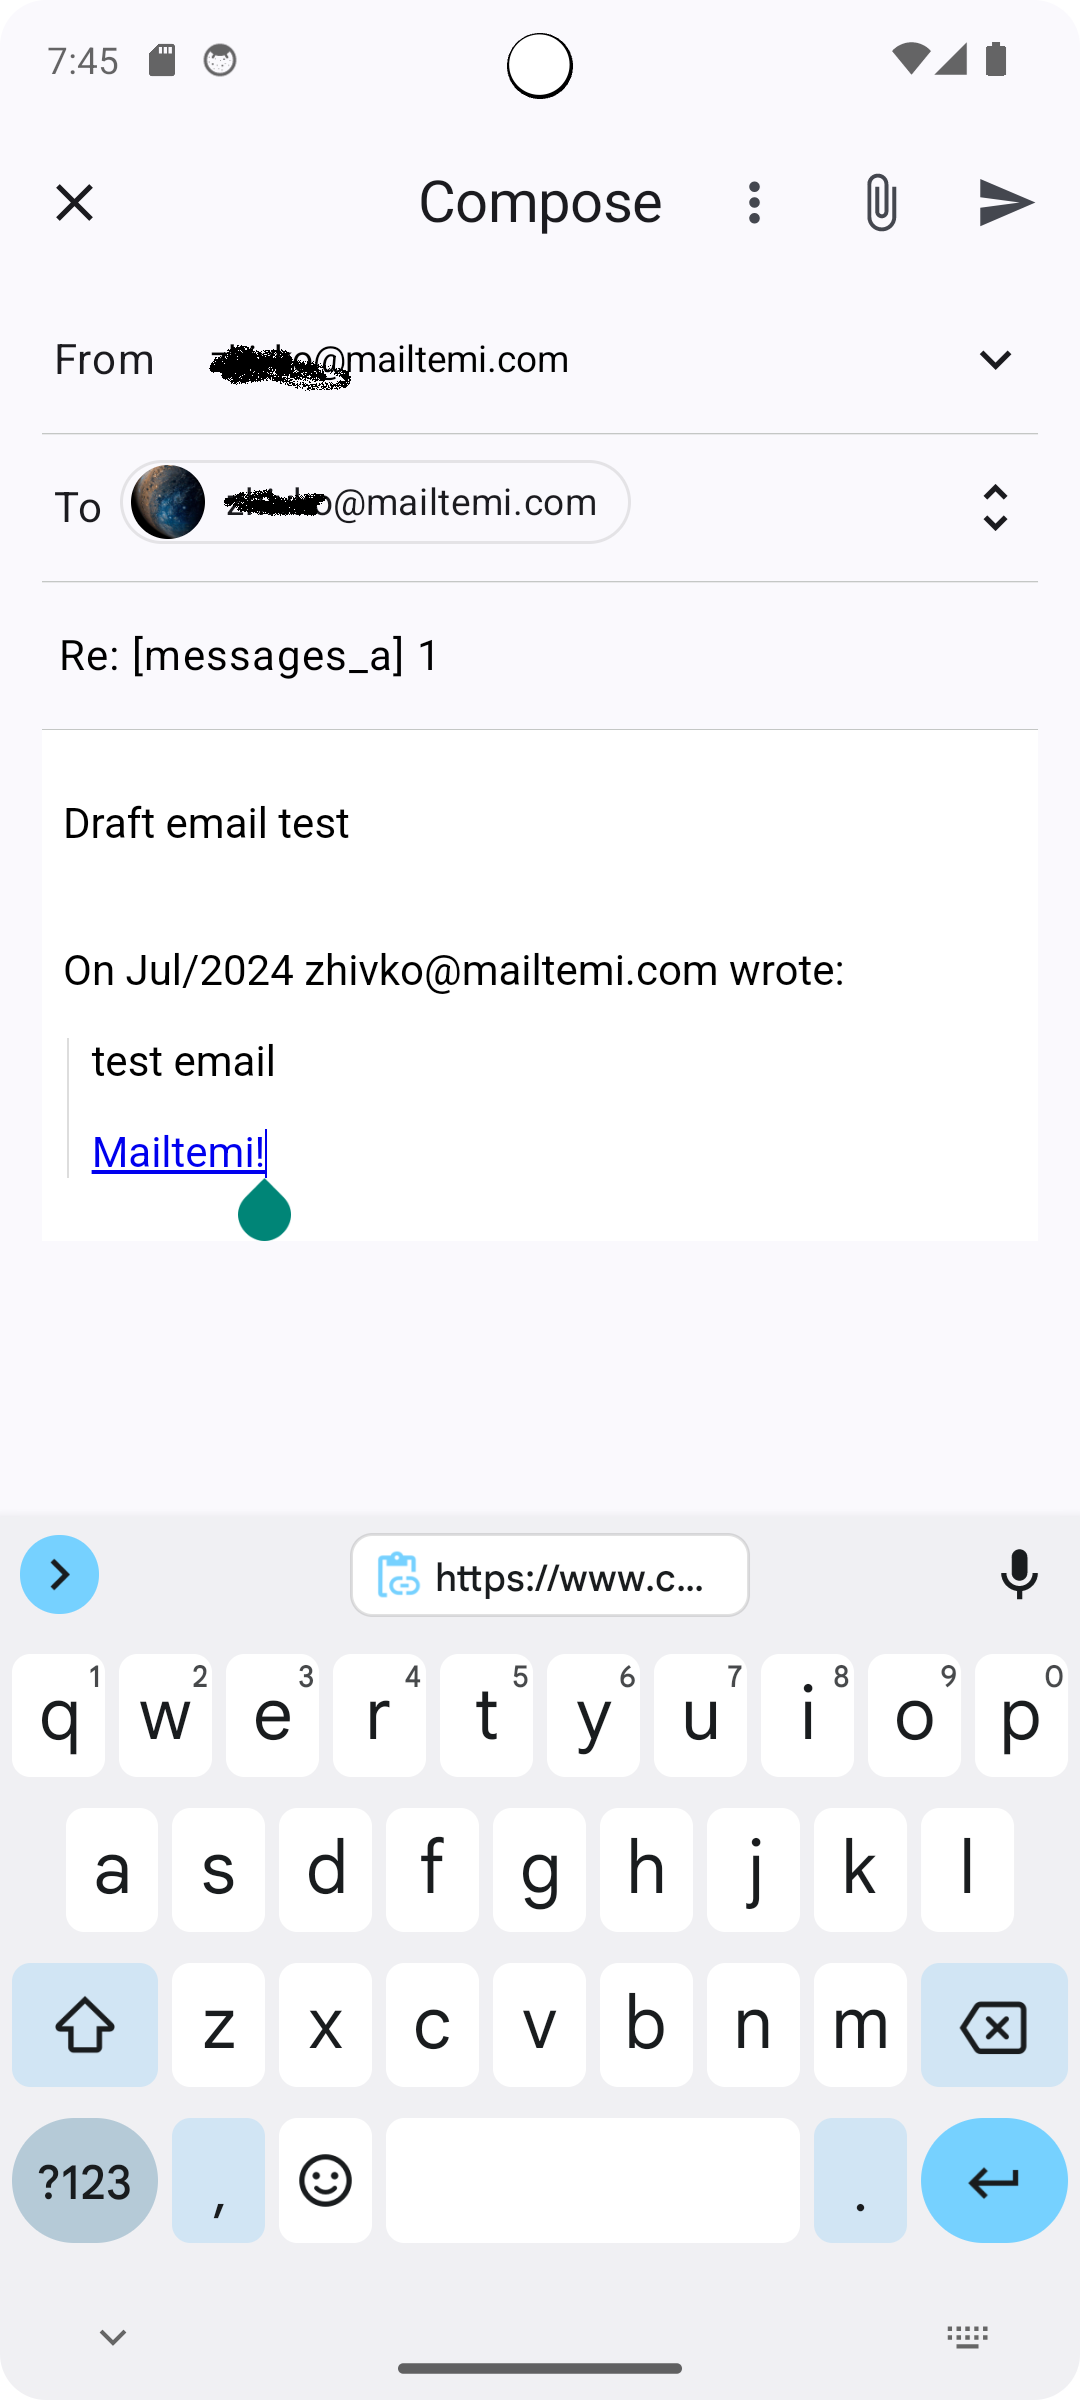 7:45
Compose
From @mailtemi.com
To @mailtemi.com
Re: [messages_a] 1
Draft email test
On Jul/2024 zhivko@mailtemi.com wrote:
test email
Mailtemi!
https://www.c...
q 1 w 2 e 3 r 4 t 5 y 6 u 7 i 8 o 9 p 0
a s d f g h j k l
z x c v b n m
?123 , .